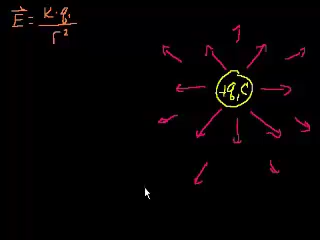 E⃗ = K·q₁ / r²
+q₁C